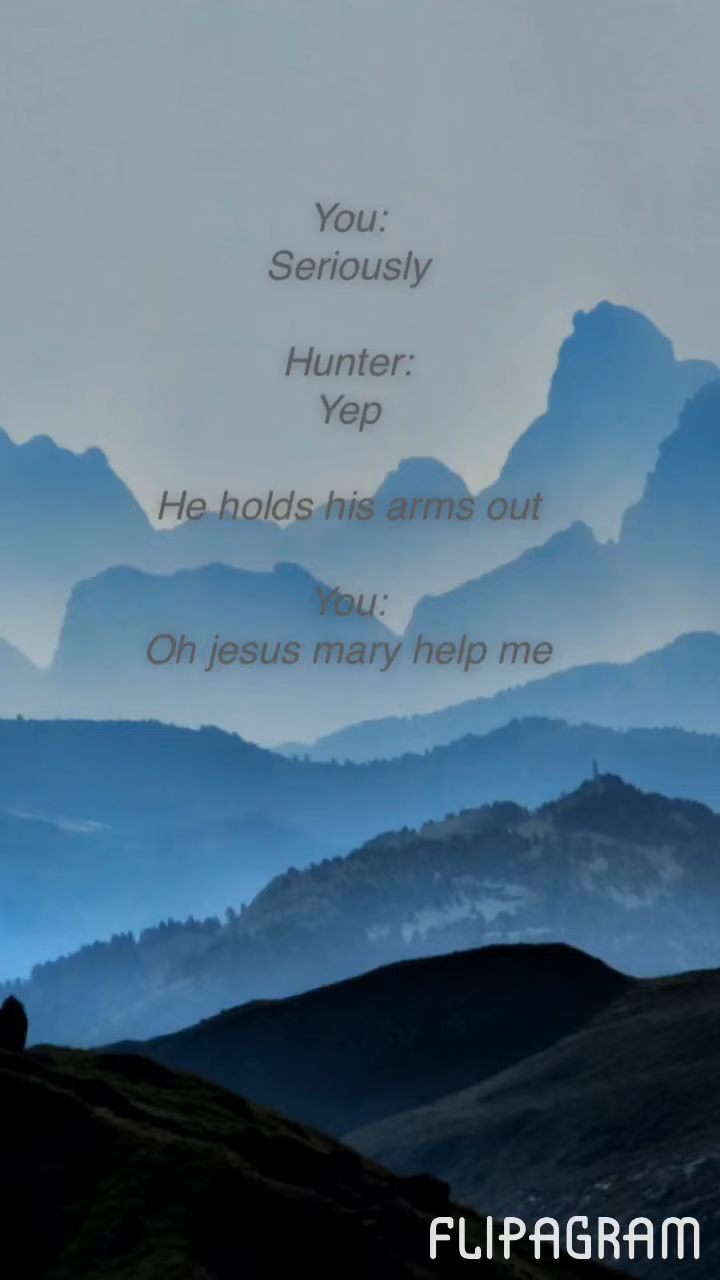 You:
Seriously
Hunter:
Yep
He holds his arms out
You:
Oh jesus mary help me
FLIPAGRAM